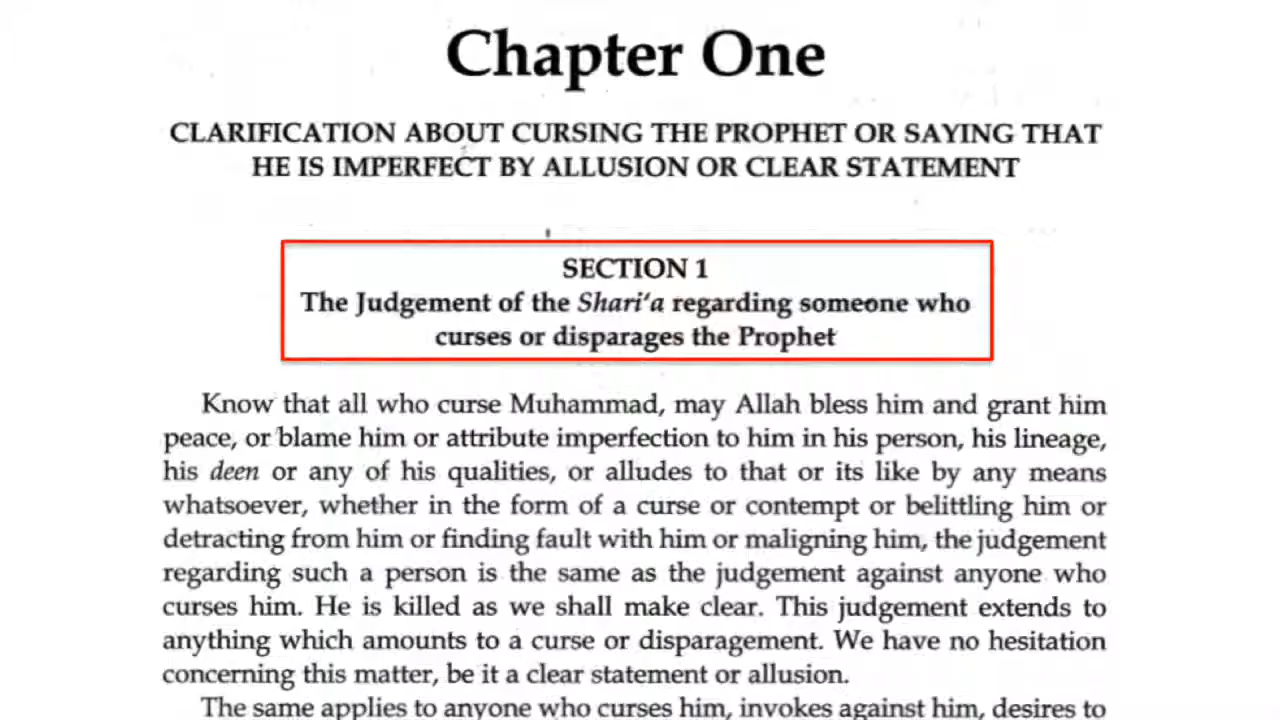 Chapter One
CLARIFICATION ABOUT CURSING THE PROPHET OR SAYING THAT
HE IS IMPERFECT BY ALLUSION OR CLEAR STATEMENT
SECTION 1
The Judgement of the Shari'a regarding someone who
curses or disparages the Prophet
Know that all who curse Muhammad, may Allah bless him and grant him
peace, or blame him or attribute imperfection to him in his person, his lineage,
his deen or any of his qualities, or alludes to that or its like by any means
whatsoever, whether in the form of a curse or contempt or belittling him or
detracting from him or finding fault with him or maligning him, the judgement
regarding such a person is the same as the judgement against anyone who
curses him. He is killed as we shall make clear. This judgement extends to
anything which amounts to a curse or disparagement. We have no hesitation
concerning this matter, be it a clear statement or allusion.
The same applies to anyone who curses him, invokes against him, desires to